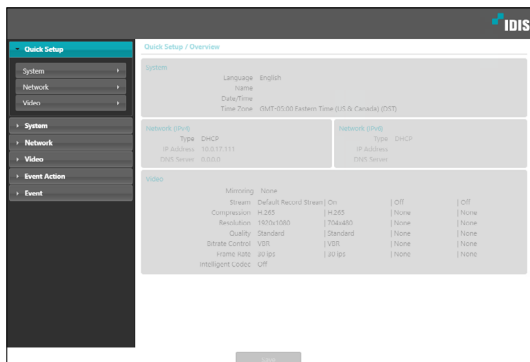 IDIS
Quick Setup
System
Network
Video
System
Network
Video
Event Action
Event
Quick Setup / Overview
System
Language English
Name
Date/Time
Time Zone GMT-05:00 Eastern Time (US & Canada) (DST)
Network (IPv4)
Type DHCP
IP Address 10.0.17.111
DNS Server 0.0.0.0
Network (IPv6)
Type DHCP
IP Address
DNS Server
Video
Mirroring None
Stream Default Record Stream | On | Off | Off
Compression H.265 | H.265 | None | None
Resolution 1920x1080 | 704x480 | None | None
Quality Standard | Standard | None | None
Bitrate Control VBR | VBR | None | None
Frame Rate 30 ips | 30 ips | None | None
Intelligent Codec Off